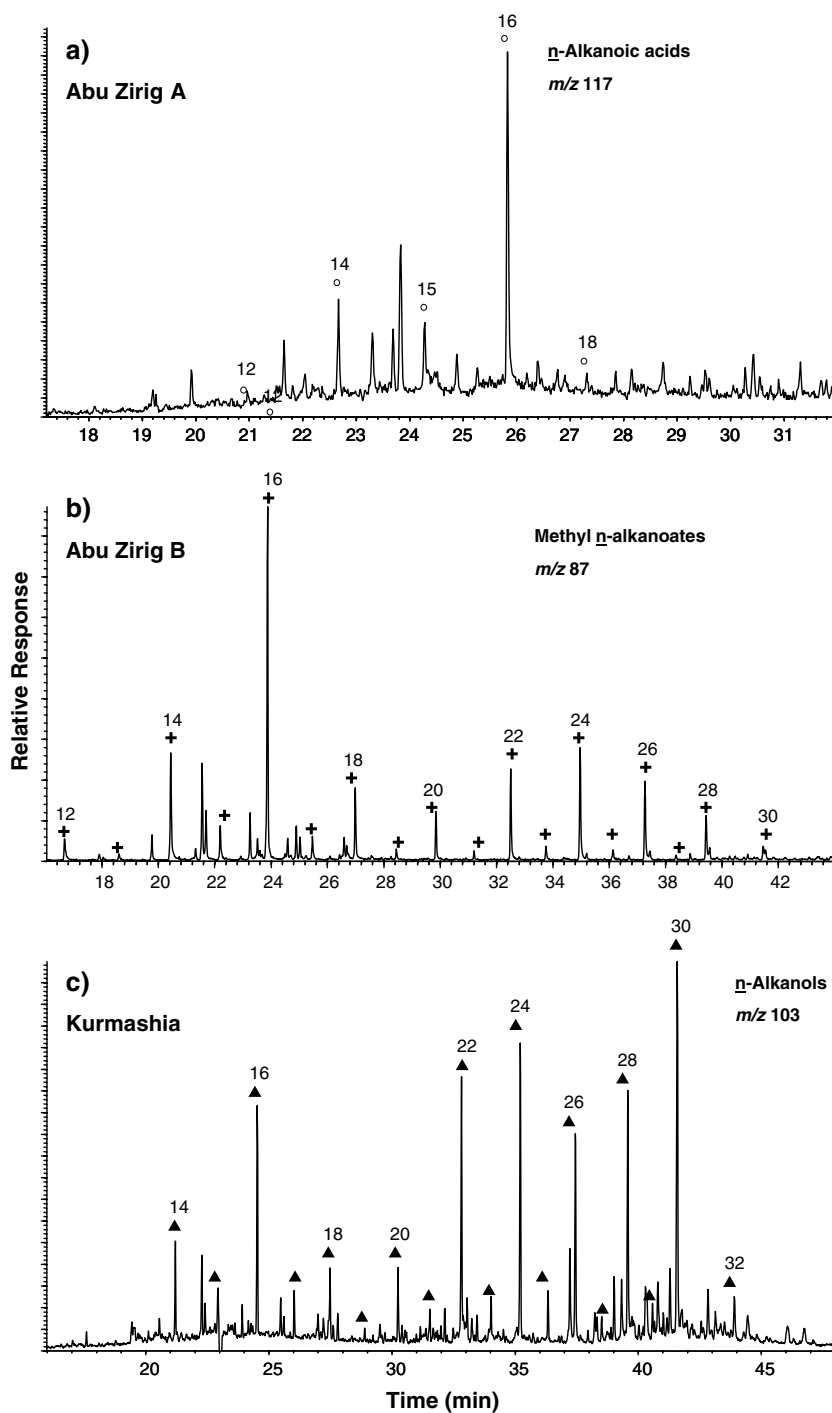 16
a)
n-Alkanoic acids
Abu Zirig A
m/z 117
14
15
18
12
12
18 19 20 21 22 23 24 25 26 27 28 29 30 31
16
b)
Abu Zirig B
Methyl n-alkanoates
m/z 87
14
22
24
18
26
20
28
12
30
18 20 22 24 26 28 30 32 34 36 38 40 42
Relative Response
30
c)
n-Alkanols
Kurmashia
m/z 103
24
22
28
16
26
14
18
20
32
20 25 30 35 40 45
Time (min)